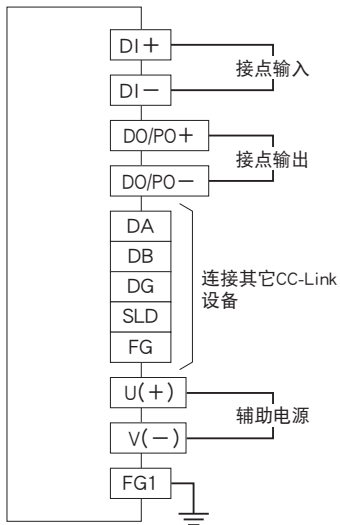 DI+
接点输入
DI−
DO/PO+
接点输出
DO/PO−
DA
DB
DG
SLD
FG
连接其它CC-Link
设备
U(+)
辅助电源
V(−)
FG1